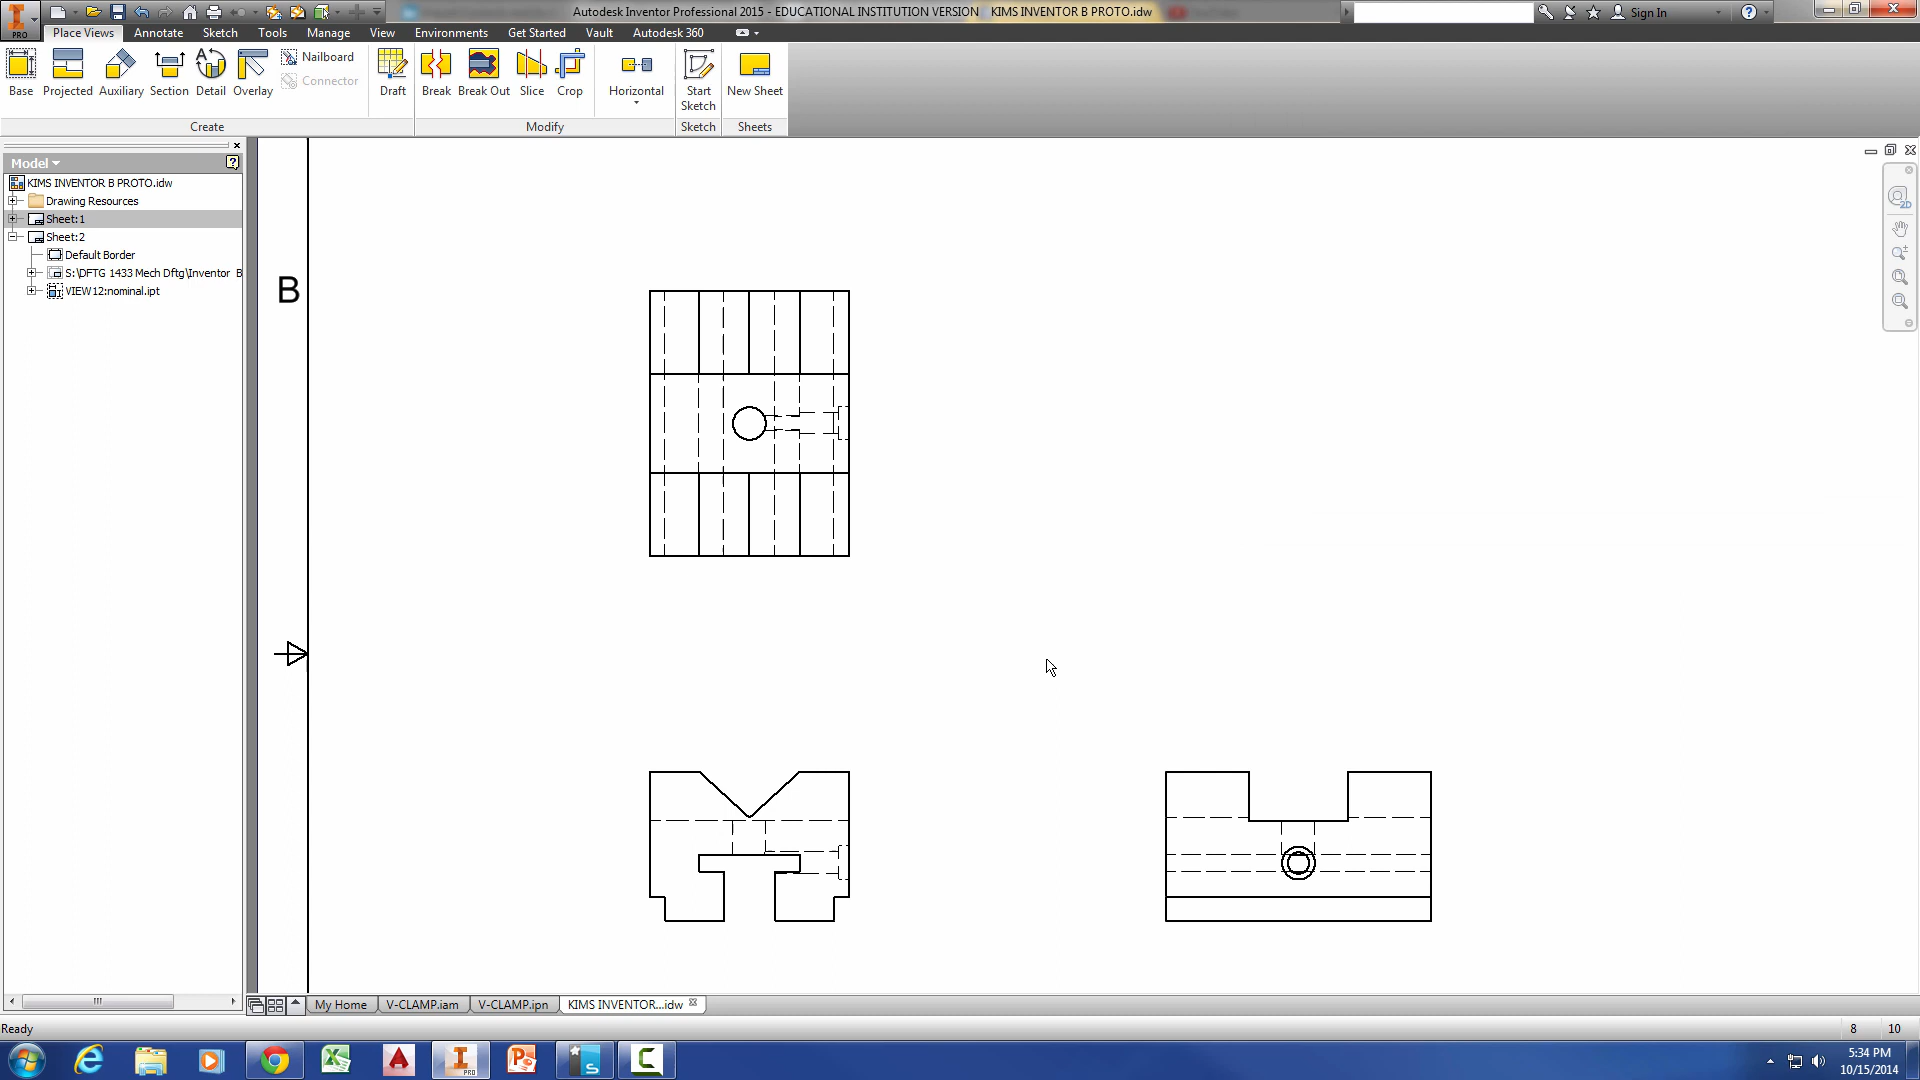 Autodesk Inventor Professional 2015 - EDUCATIONAL INSTITUTION VERSION KIMS INVENTOR B PROTO.idw
Sign In
PRO
Place Views Annotate Sketch Tools Manage View Environments Get Started Vault Autodesk 360
Base Projected Auxiliary Section Detail Overlay
Nailboard
Connector
Draft Break Break Out Slice Crop Horizontal
Start Sketch
New Sheet
Create Modify Sketch Sheets
Model
KIMS INVENTOR B PROTO.idw
Drawing Resources
Sheet:1
Sheet:2
Default Border
S:\DFTG 1433 Mech Dftg\Inventor B
VIEW12:nominal.ipt
B
2D
My Home V-CLAMP.iam V-CLAMP.ipn KIMS INVENTOR...idw
Ready
8 10
PRO
S
5:34 PM
10/15/2014